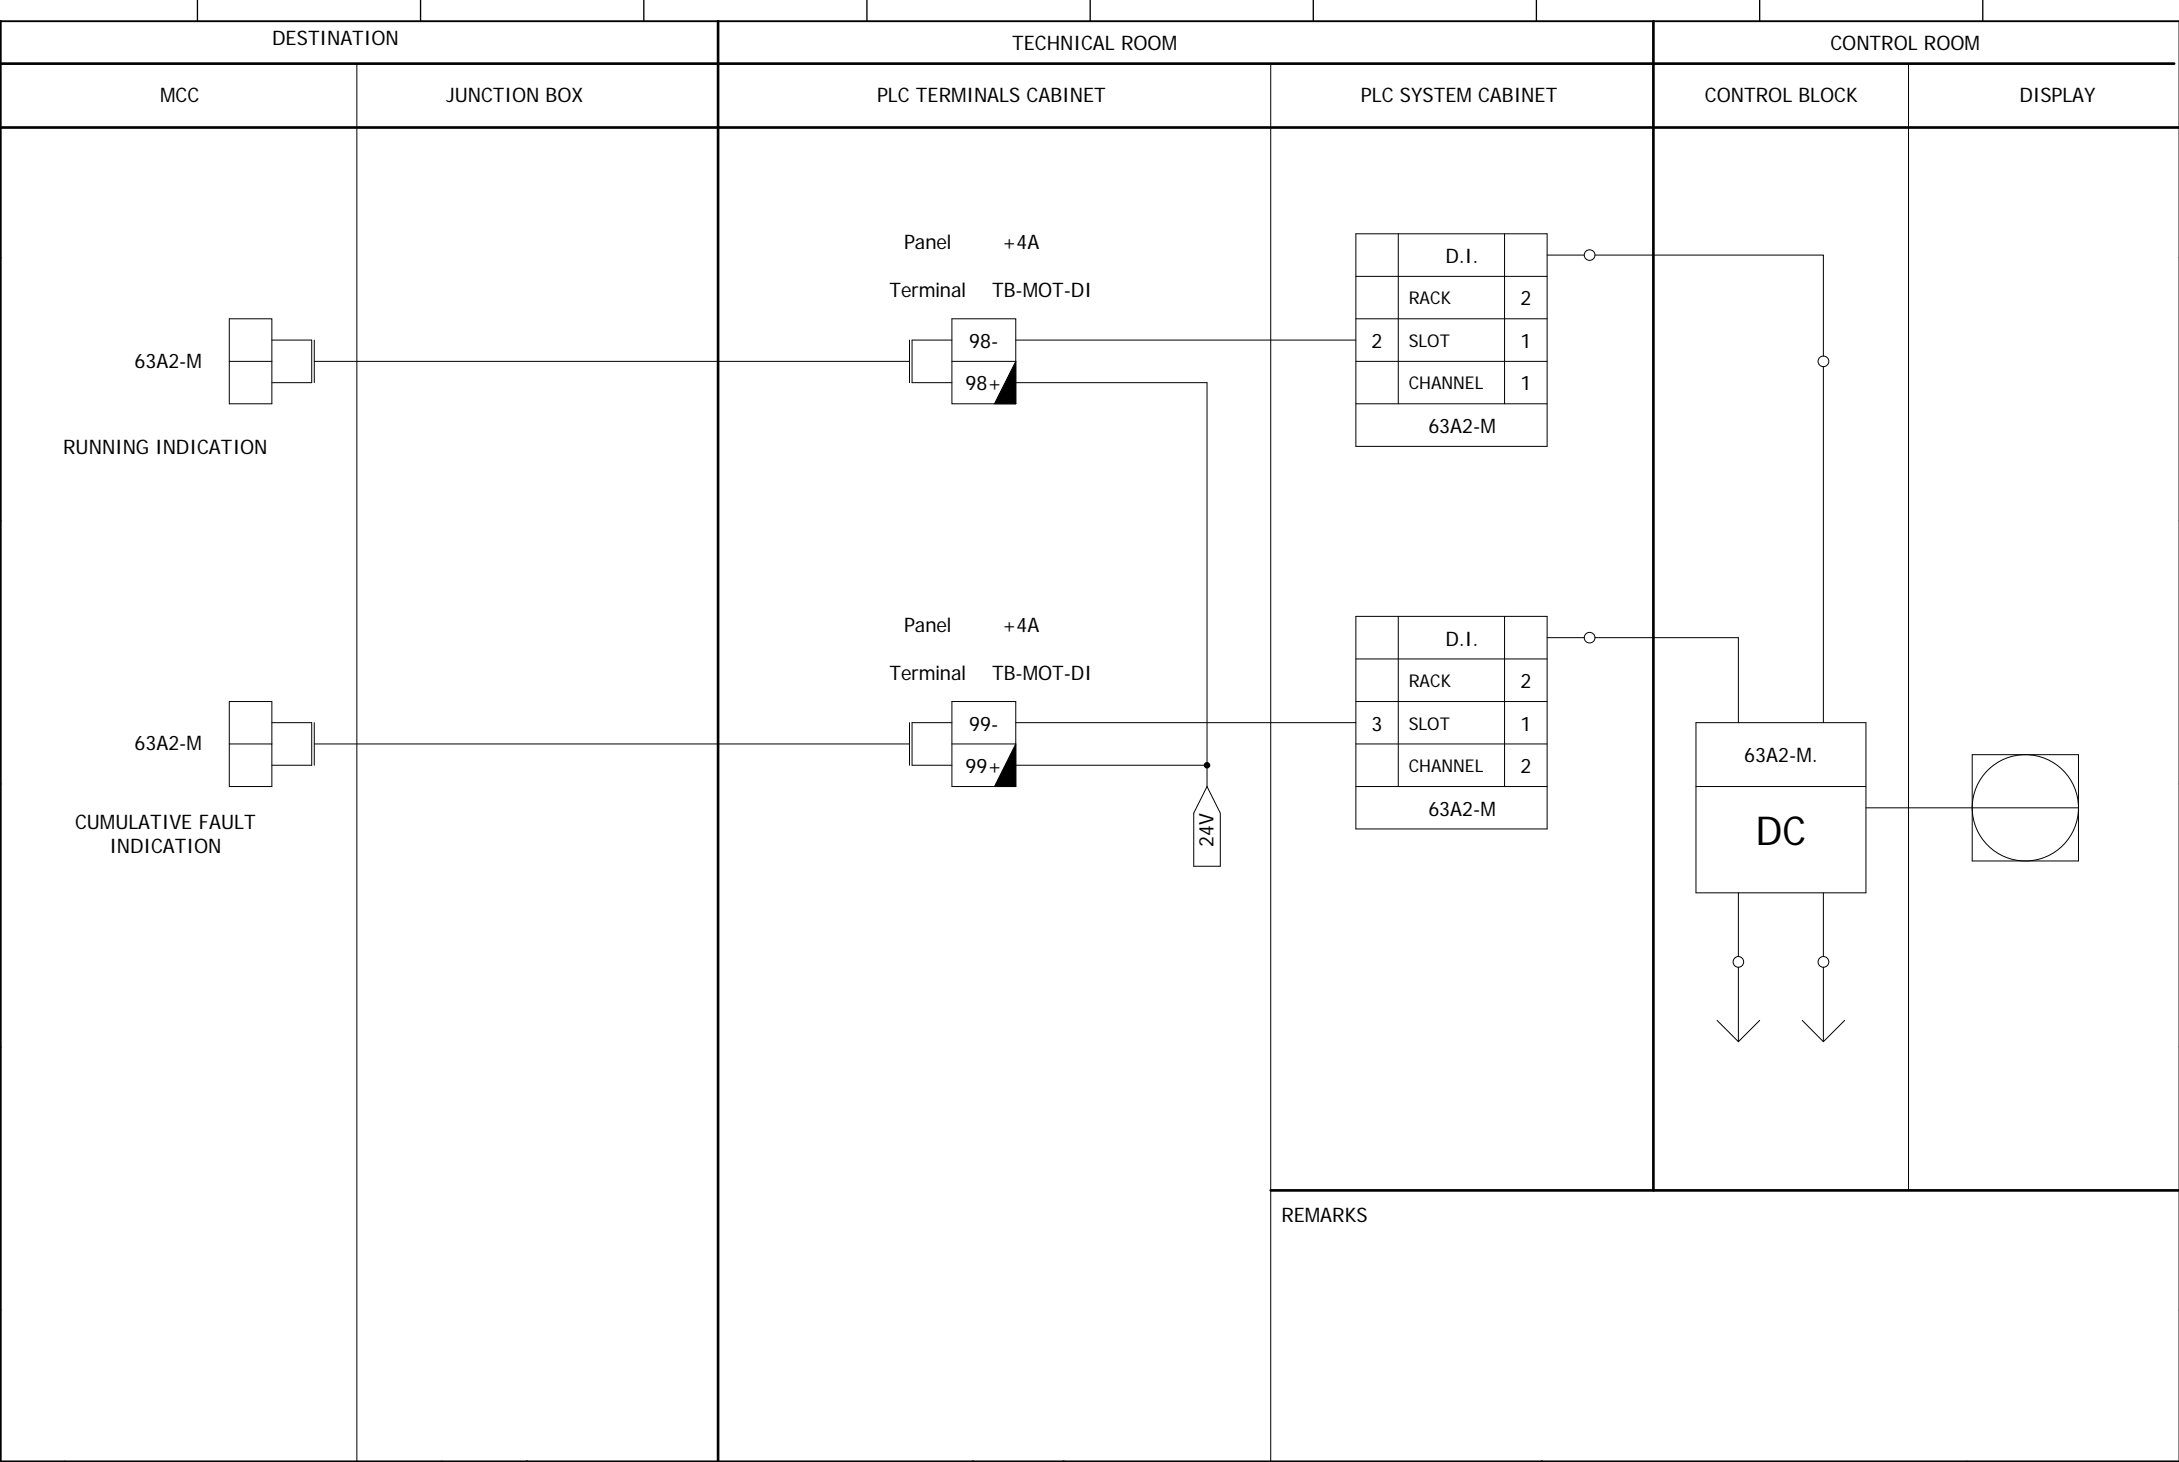 DESTINATION
TECHNICAL ROOM
CONTROL ROOM
MCC
JUNCTION BOX
PLC TERMINALS CABINET
PLC SYSTEM CABINET
CONTROL BLOCK
DISPLAY
Panel +4A
Terminal TB-MOT-DI
63A2-M
RUNNING INDICATION
98-
98+
D.I.
RACK 2
2 SLOT 1
CHANNEL 1
63A2-M
Panel +4A
Terminal TB-MOT-DI
63A2-M
CUMULATIVE FAULT
INDICATION
99-
99+
24V
D.I.
RACK 2
3 SLOT 1
CHANNEL 2
63A2-M
63A2-M.
DC
REMARKS